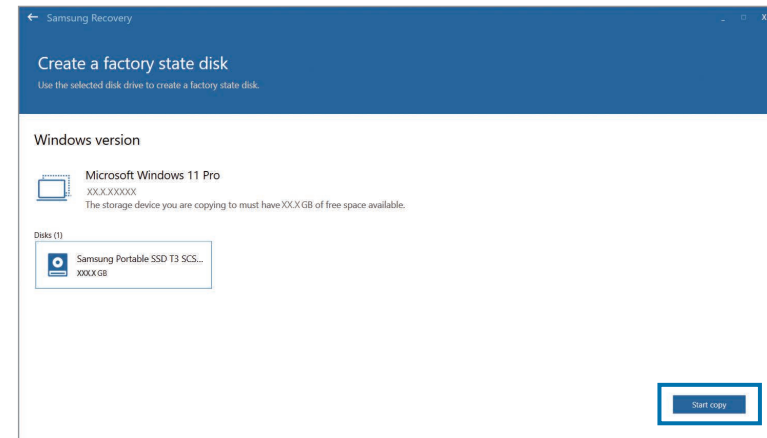 Samsung Recovery
Create a factory state disk
Use the selected disk drive to create a factory state disk.
Windows version
Microsoft Windows 11 Pro
XX.X.XXXXX
The storage device you are copying to must have XX.X GB of free space available.
Disks (1)
Samsung Portable SSD T3 SCS...
XXX.X GB
Start copy